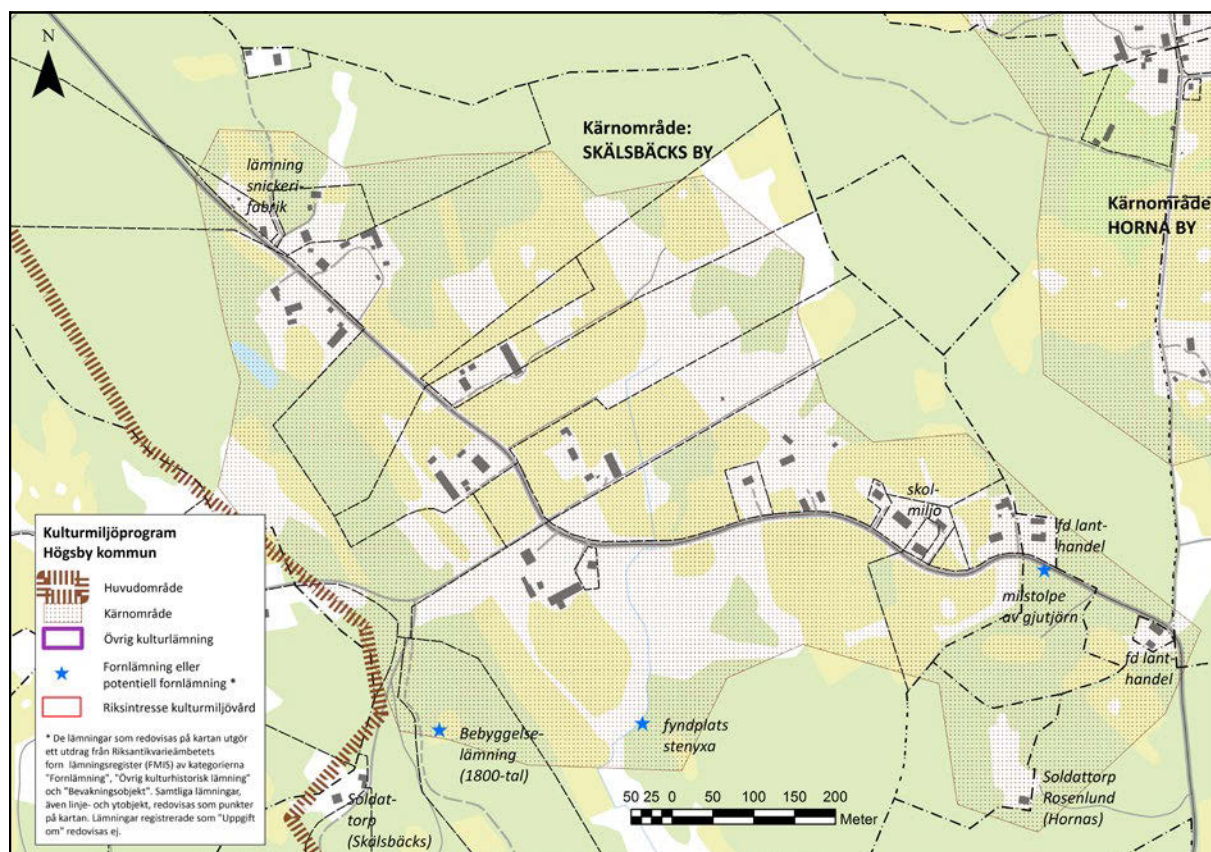 N
Kärnområde:
SKÄLSBÄCKS BY
lämning
snickeri-
fabrik
Kärnområde
HORNA BY
skol-
miljö
fd lant-
handel
milstolpe
av gjutjärn
fd lant-
handel
Kulturmiljöprogram
Högsby kommun
Huvudområde
Kärnområde
Övrig kulturlämning
Fornlämning eller
potentiell fornlämning *
Riksintresse kulturmiljövård
* De lämningar som redovisas på kartan utgör
ett utdrag från Riksantikvarieämbetets
forn lämningsregister (FMIS) av kategorierna
"Fornlämning", "Övrig kulturhistorisk lämning"
och "Bevakningsobjekt". Samtliga lämningar,
även linje- och ytobjekt, redovisas som punkter
på kartan. Lämningar registrerade som "Uppgift
om" redovisas ej.
Bebyggelse-
lämning
(1800-tal)
fyndplats
stenyxa
Soldat-
torp
(Skälsbäcks)
Soldattorp
Rosenlund
(Hornas)
50 25 0 50 100 150 200
Meter